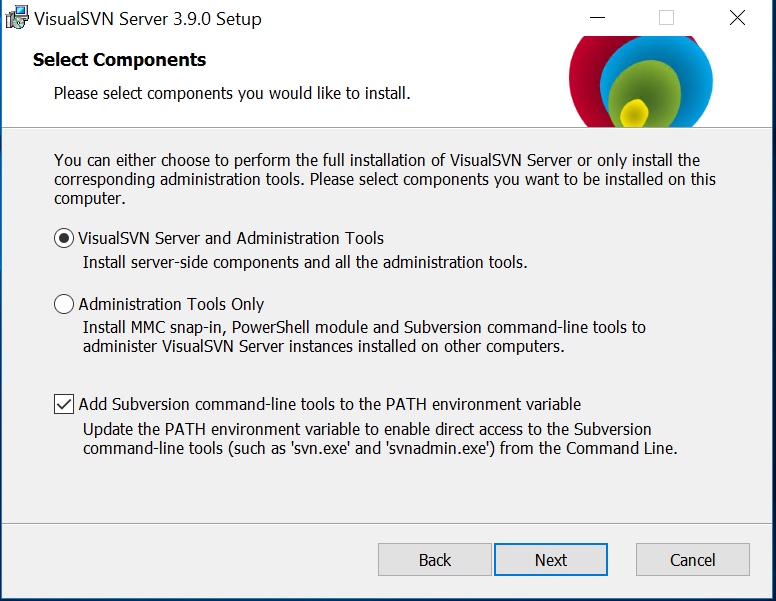 VisualSVN Server 3.9.0 Setup
Select Components
Please select components you would like to install.
You can either choose to perform the full installation of VisualSVN Server or only install the
corresponding administration tools. Please select components you want to be installed on this
computer.
VisualSVN Server and Administration Tools
Install server-side components and all the administration tools.
Administration Tools Only
Install MMC snap-in, PowerShell module and Subversion command-line tools to
administer VisualSVN Server instances installed on other computers.
Add Subversion command-line tools to the PATH environment variable
Update the PATH environment variable to enable direct access to the Subversion
command-line tools (such as 'svn.exe' and 'svnadmin.exe') from the Command Line.
Back
Next
Cancel